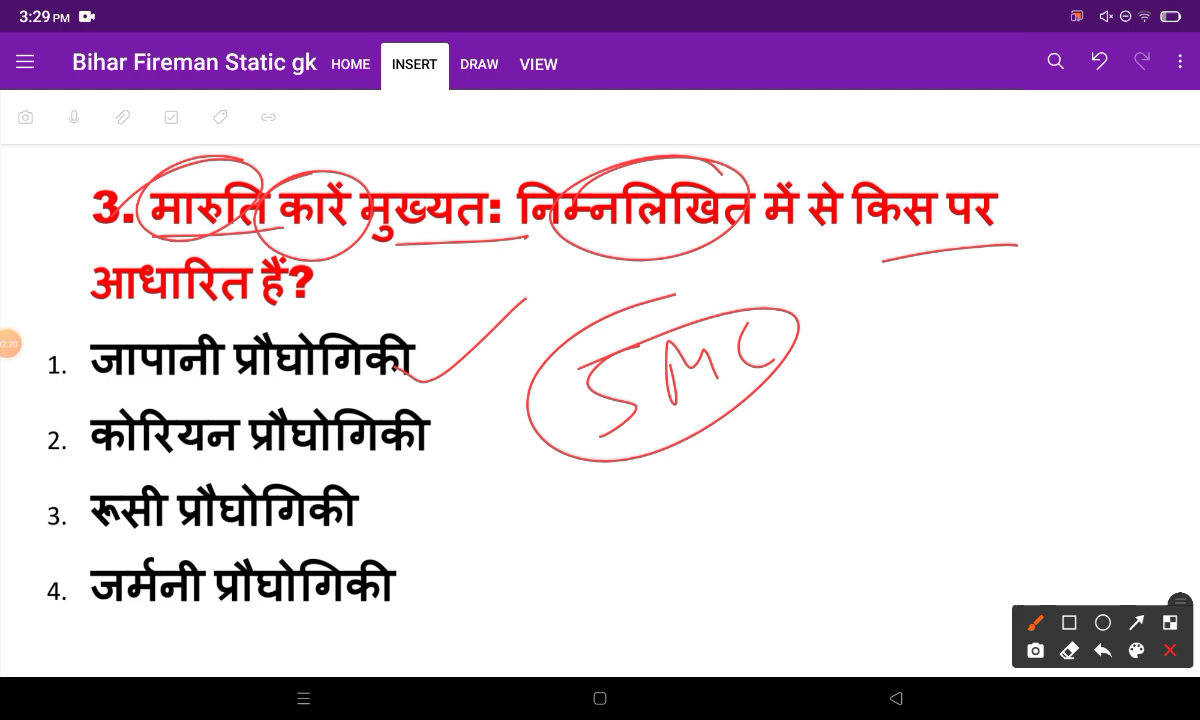 3:29 PM
Bihar Fireman Static gk HOME INSERT DRAW VIEW
3. मारुति कारें मुख्यत: निम्नलिखित में से किस पर
आधारित हैं?
1. जापानी प्रौघोगिकी
SMC
2. कोरियन प्रौघोगिकी
3. रूसी प्रौघोगिकी
4. जर्मनी प्रौघोगिकी